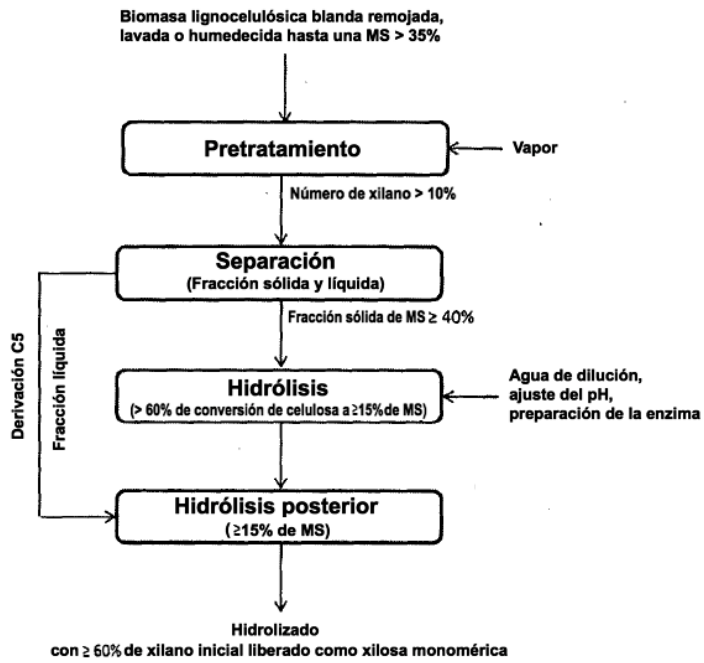 Biomasa lignocelulósica blanda remojada,
lavada o humedecida hasta una MS > 35%
Pretratamiento
Vapor
Número de xilano > 10%
Separación
(Fracción sólida y líquida)
Fracción sólida de MS ≥ 40%
Derivación C5
Fracción líquida
Hidrólisis
(> 60% de conversión de celulosa a ≥15% de MS)
Agua de dilución,
ajuste del pH,
preparación de la enzima
Hidrólisis posterior
(≥15% de MS)
Hidrolizado
con ≥ 60% de xilano inicial liberado como xilosa monomérica